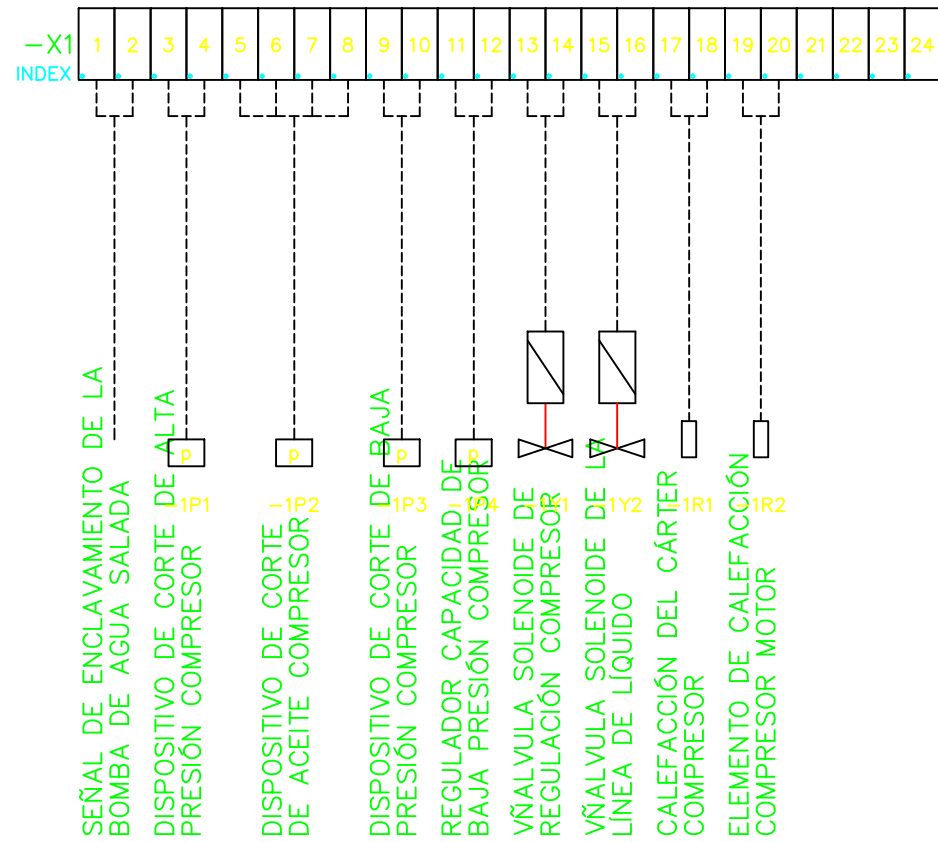 -X1 1 2 3 4 5 6 7 8 9 10 11 12 13 14 15 16 17 18 19 20 21 22 23 24
INDEX
p p p p
-1P1 -1P2 -1P3 -1P4 -1Y1 -1Y2 -1R1 -1R2
SEÑAL DE ENCLAVAMIENTO DE LA
BOMBA DE AGUA SALADA
DISPOSITIVO DE CORTE DE ALTA
PRESIÓN COMPRESOR
DISPOSITIVO DE CORTE
DE ACEITE COMPRESOR
DISPOSITIVO DE CORTE DE BAJA
PRESIÓN COMPRESOR
REGULADOR CAPACIDAD DE
BAJA PRESIÓN COMPRESOR
VÑALVULA SOLENOIDE DE
REGULACIÓN COMPRESOR
VÑALVULA SOLENOIDE DE LA
LÍNEA DE LÍQUIDO
CALEFACCIÓN DEL CÁRTER
COMPRESOR
ELEMENTO DE CALEFACCIÓN
COMPRESOR MOTOR